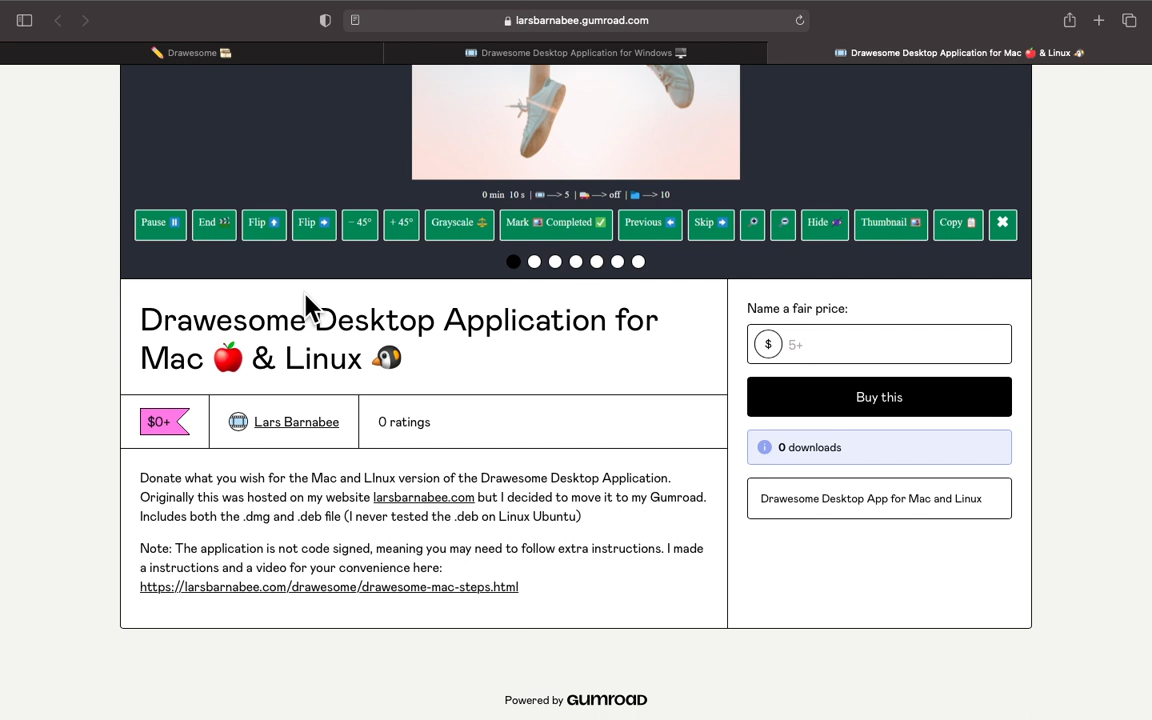 larsbarnabee.gumroad.com
✏️ Drawesome
Drawesome Desktop Application for Windows 🖥️
Drawesome Desktop Application for Mac 🍎 & Linux 🐧
0 min 10 s | —> 5 | —> off | —> 10
Pause ⏸️ End Flip ⬆️ Flip ➡️ − 45° + 45° Grayscale Mark Completed ✅ Previous ⬅️ Skip ➡️ Hide Thumbnail Copy 📋 ✖
Drawesome Desktop Application for
Mac 🍎 & Linux 🐧
$0+ Lars Barnabee 0 ratings
Donate what you wish for the Mac and LInux version of the Drawesome Desktop Application.
Originally this was hosted on my website larsbarnabee.com but I decided to move it to my Gumroad.
Includes both the .dmg and .deb file (I never tested the .deb on Linux Ubuntu)
Note: The application is not code signed, meaning you may need to follow extra instructions. I made
a instructions and a video for your convenience here:
https://larsbarnabee.com/drawesome/drawesome-mac-steps.html
Name a fair price:
$ 5+
Buy this
0 downloads
Drawesome Desktop App for Mac and Linux
Powered by GUMROAD